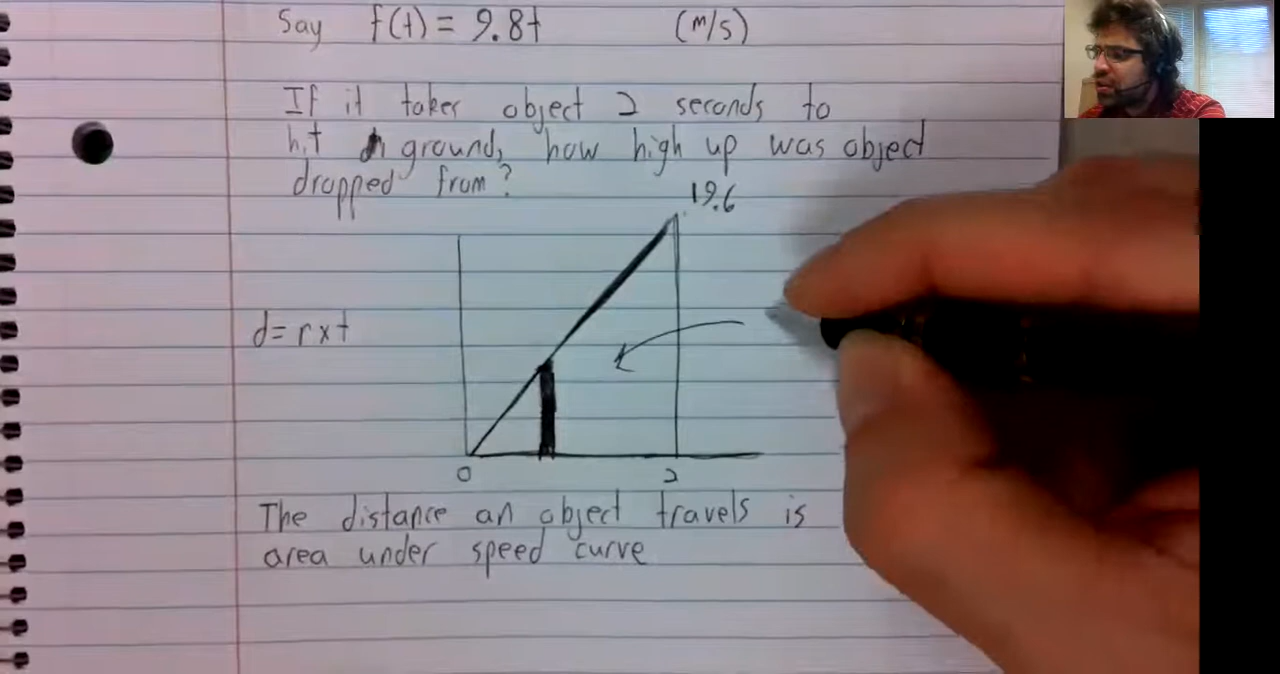 Say f(t) = 9.8t (m/s)
If it takes object 2 seconds to
hit ground, how high up was object
dropped from?
19.6
d = r x t
0 2
The distance an object travels is
area under speed curve